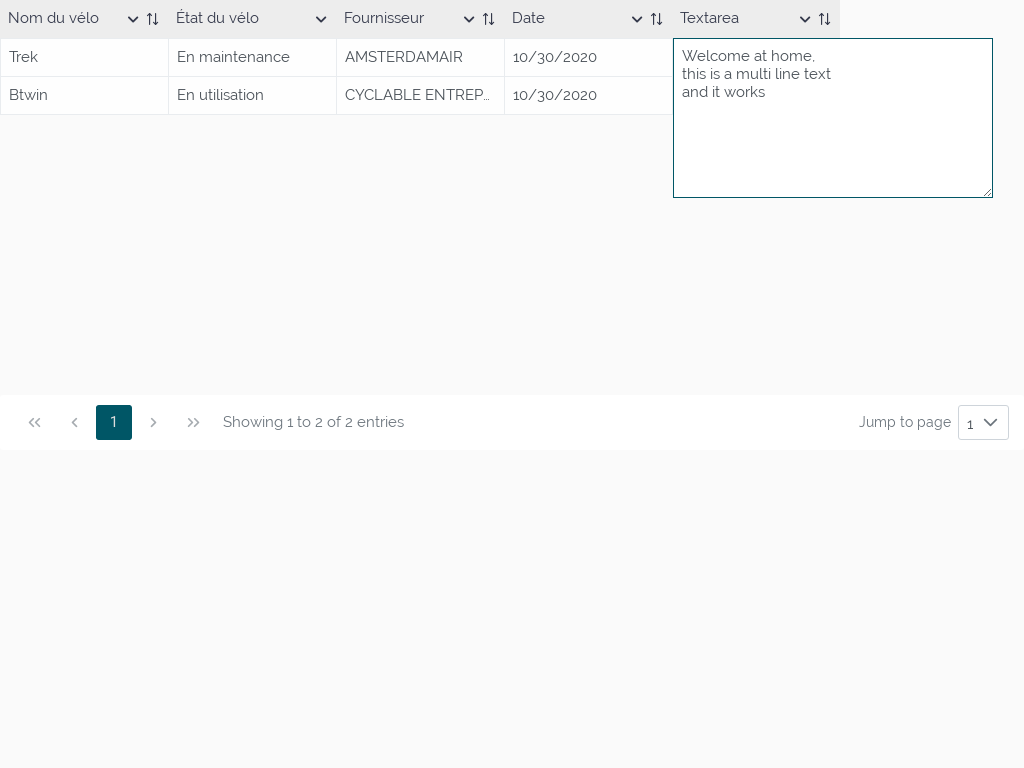 Nom du vélo
État du vélo
Fournisseur
Date
Textarea
Trek
En maintenance
AMSTERDAMAIR
10/30/2020
Welcome at home,
this is a multi line text
and it works
Btwin
En utilisation
CYCLABLE ENTREP...
10/30/2020
1
Showing 1 to 2 of 2 entries
Jump to page
1